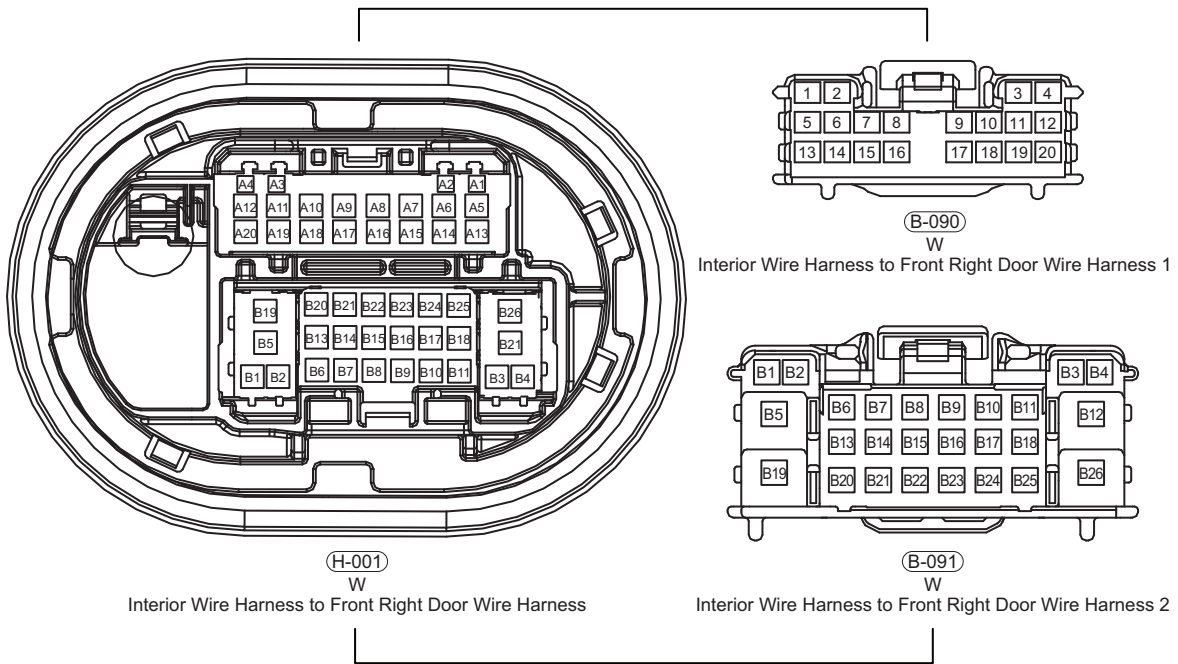 A4 A3 A2 A1
A12 A11 A10 A9 A8 A7 A6 A5
A20 A19 A18 A17 A16 A15 A14 A13
B19 B20 B21 B22 B23 B24 B25 B26
B5 B13 B14 B15 B16 B17 B18 B21
B1 B2 B6 B7 B8 B9 B10 B11 B3 B4
H-001
W
Interior Wire Harness to Front Right Door Wire Harness
1 2 3 4
5 6 7 8 9 10 11 12
13 14 15 16 17 18 19 20
B-090
W
Interior Wire Harness to Front Right Door Wire Harness 1
B1 B2 B3 B4
B5 B6 B7 B8 B9 B10 B11 B12
B13 B14 B15 B16 B17 B18
B19 B20 B21 B22 B23 B24 B25 B26
B-091
W
Interior Wire Harness to Front Right Door Wire Harness 2